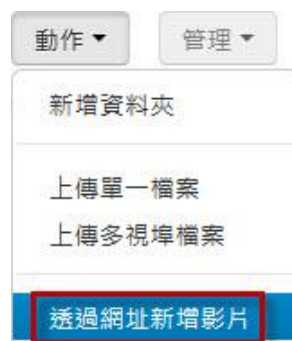 動作▼ 管理▼
新增資料夾
上傳單一檔案
上傳多視埠檔案
透過網址新增影片